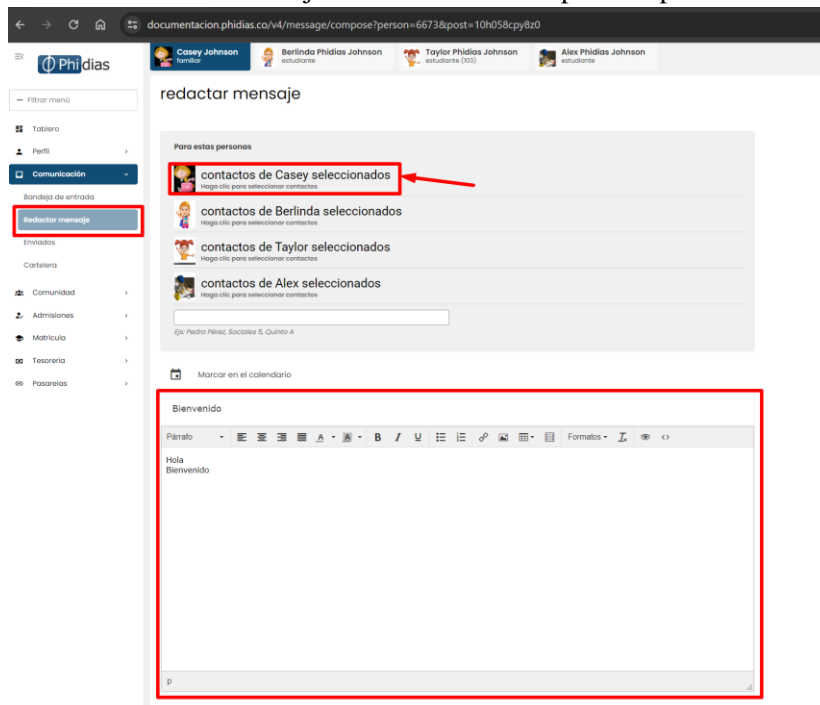 documentacion.phidias.co/v4/message/compose?person=6673&post=10h058cpy8z0
Phidias
Casey Johnson
familiar
Berlinda Phidias Johnson
estudiante
Taylor Phidias Johnson
estudiante (103)
Alex Phidias Johnson
estudiante
Filtrar menú
Tablero
Perfil
Comunicación
Bandeja de entrada
Redactar mensaje
Enviados
Cartelera
Comunidad
Admisiones
Matrícula
Tesorería
Pasarelas
redactar mensaje
Para estas personas
contactos de Casey seleccionados
Haga clic para seleccionar contactos
contactos de Berlinda seleccionados
Haga clic para seleccionar contactos
contactos de Taylor seleccionados
Haga clic para seleccionar contactos
contactos de Alex seleccionados
Haga clic para seleccionar contactos
Ejs: Pedro Pérez, Sociales 5, Quinto A
Marcar en el calendario
Bienvenido
Párrafo A A B I U Formatos
Hola
Bienvenido
p